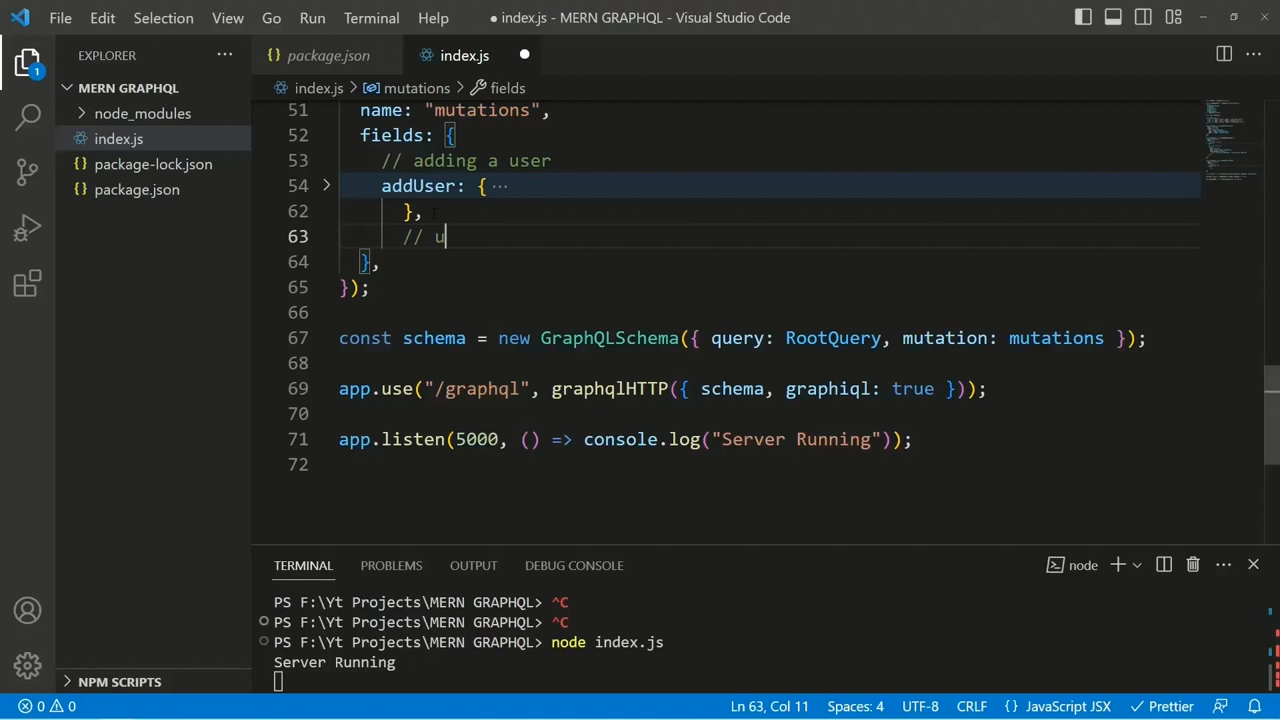 File Edit Selection View Go Run Terminal Help ● index.js - MERN GRAPHQL - Visual Studio Code
EXPLORER ···
1
MERN GRAPHQL
node_modules
index.js
package-lock.json
package.json
NPM SCRIPTS
{} package.json index.js ●
index.js > mutations > fields
51 name: "mutations",
52 fields: {
53 // adding a user
54 addUser: { ···
62 },
63 // u
64 },
65 });
66
67 const schema = new GraphQLSchema({ query: RootQuery, mutation: mutations });
68
69 app.use("/graphql", graphqlHTTP({ schema, graphiql: true }));
70
71 app.listen(5000, () => console.log("Server Running"));
72
TERMINAL PROBLEMS OUTPUT DEBUG CONSOLE node
PS F:\Yt Projects\MERN GRAPHQL> ^C
PS F:\Yt Projects\MERN GRAPHQL> ^C
PS F:\Yt Projects\MERN GRAPHQL> node index.js
Server Running
0 0 Ln 63, Col 11 Spaces: 4 UTF-8 CRLF {} JavaScript JSX Prettier